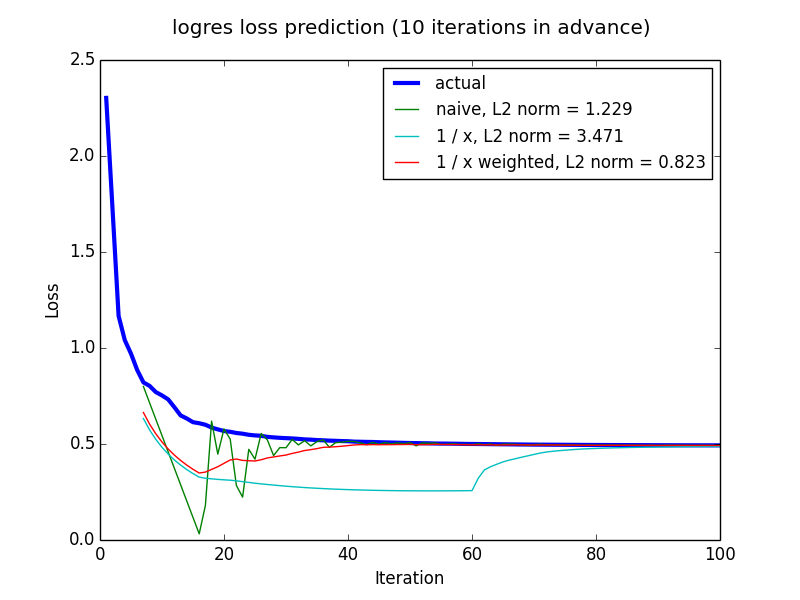 logres loss prediction (10 iterations in advance)
2.5
2.0
1.5
1.0
0.5
0.0
Loss
actual
naive, L2 norm = 1.229
1 / x, L2 norm = 3.471
1 / x weighted, L2 norm = 0.823
0 20 40 60 80 100
Iteration